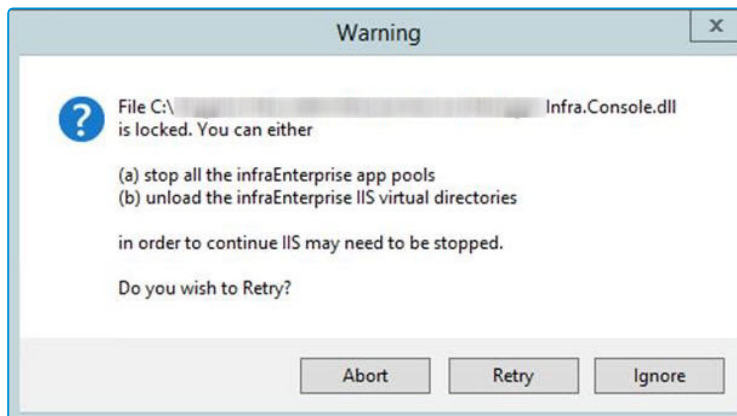 Warning
x
?
File C:\ Infra.Console.dll
is locked. You can either
(a) stop all the infraEnterprise app pools
(b) unload the infraEnterprise IIS virtual directories
in order to continue IIS may need to be stopped.
Do you wish to Retry?
Abort Retry Ignore